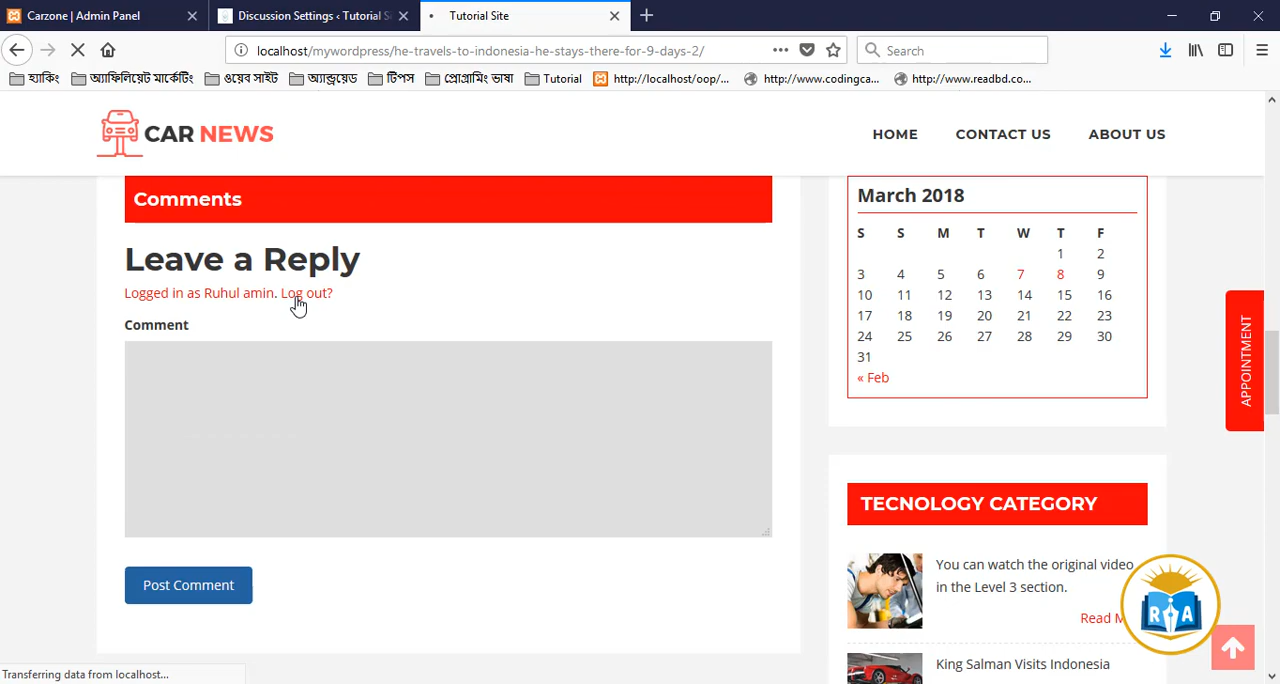 Carzone | Admin Panel
Discussion Settings ‹ Tutorial Si
Tutorial Site
localhost/mywordpress/he-travels-to-indonesia-he-stays-there-for-9-days-2/
Search
হ্যাকিং
অ্যাফিলিয়েট মার্কেটিং
ওয়েব সাইট
অ্যান্ড্রয়েড
টিপস
প্রোগ্রামিং ভাষা
Tutorial
http://localhost/oop/...
http://www.codingca...
http://www.readbd.co...
CAR NEWS
HOME
CONTACT US
ABOUT US
Comments
Leave a Reply
Logged in as Ruhul amin. Log out?
Comment
Post Comment
March 2018
S S M T W T F
1 2
3 4 5 6 7 8 9
10 11 12 13 14 15 16
17 18 19 20 21 22 23
24 25 26 27 28 29 30
31
« Feb
APPOINTMENT
TECNOLOGY CATEGORY
You can watch the original video
in the Level 3 section.
Read M
King Salman Visits Indonesia
R A
Transferring data from localhost...